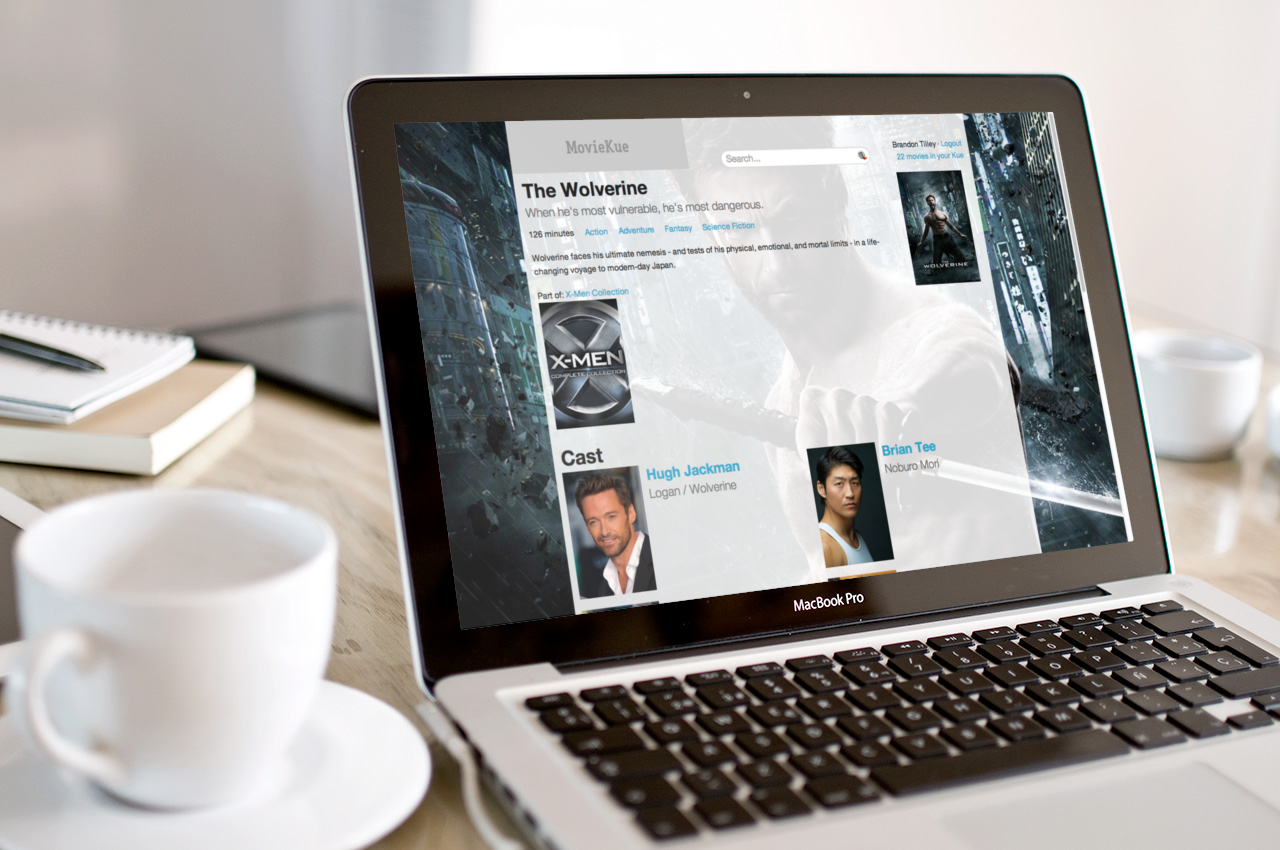 MovieKue
Search...
Brandon Tilley · Logout
22 movies in your Kue
The Wolverine
When he's most vulnerable, he's most dangerous.
126 minutes Action Adventure Fantasy Science Fiction
Wolverine faces his ultimate nemesis - and tests of his physical, emotional, and mortal limits - in a life-
changing voyage to modern-day Japan.
THE
WOLVERINE
Part of: X-Men Collection
X-MEN
COMPLETE COLLECTION
Cast
Hugh Jackman
Logan / Wolverine
Brian Tee
Noburo Mori
MacBook Pro
Q W E R T Y U I O P